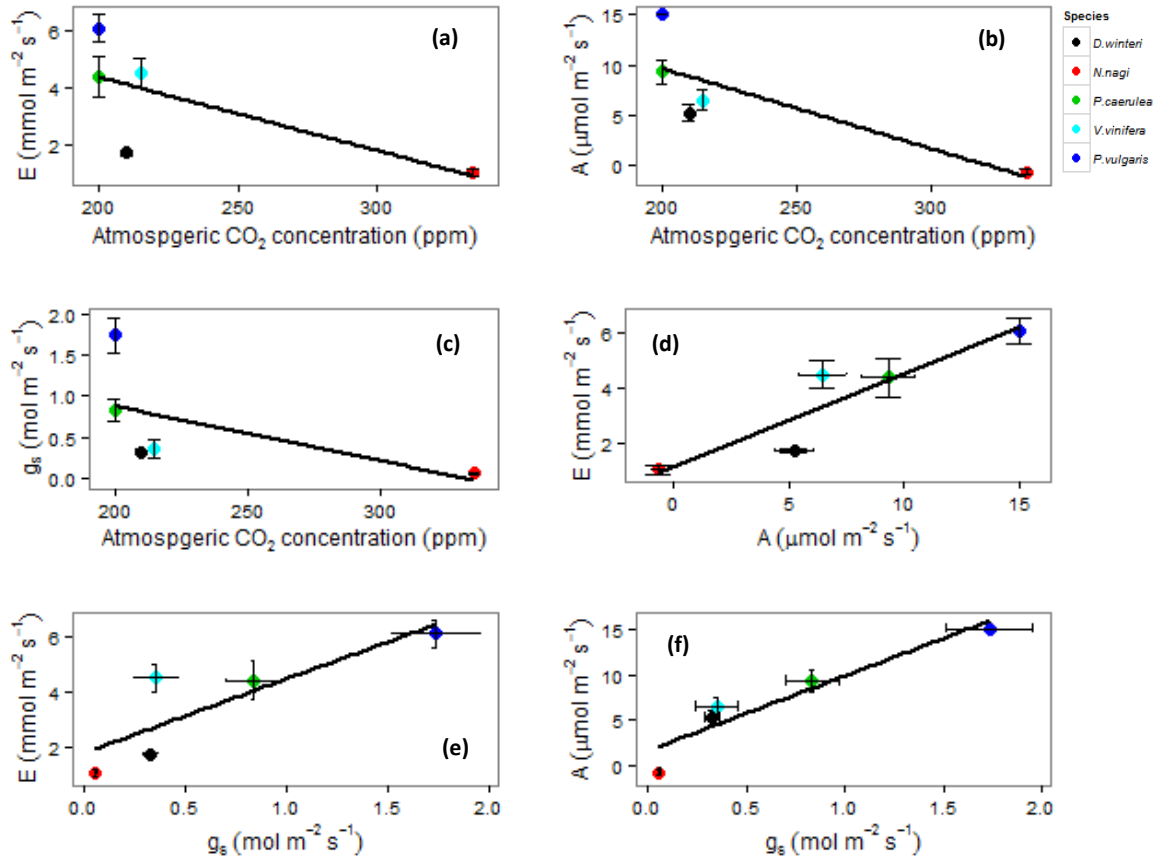 E (mmol m⁻² s⁻¹)
6
4
2
(a)
200 250 300
Atmospgeric CO₂ concentration (ppm)
A (μmol m⁻² s⁻¹)
15
10
5
0
(b)
200 250 300
Atmospgeric CO₂ concentration (ppm)
Species
D.winteri
N.nagi
P.caerulea
V.vinifera
P.vulgaris
gₛ (mol m⁻² s⁻¹)
2.0
1.5
1.0
0.5
0.0
(c)
200 250 300
Atmospgeric CO₂ concentration (ppm)
E (mmol m⁻² s⁻¹)
6
4
2
(d)
0 5 10 15
A (μmol m⁻² s⁻¹)
E (mmol m⁻² s⁻¹)
6
4
2
(e)
0.0 0.5 1.0 1.5 2.0
gₛ (mol m⁻² s⁻¹)
A (μmol m⁻² s⁻¹)
15
10
5
0
(f)
0.0 0.5 1.0 1.5 2.0
gₛ (mol m⁻² s⁻¹)